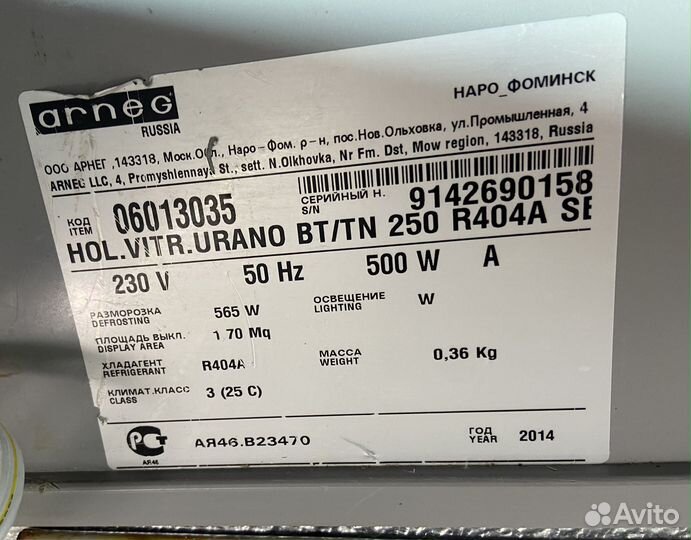 arneg
RUSSIA
НАРО_ФОМИНСК
ООО АРНЕГ ,143318, Моск.Обл., Наро-Фом. р-н, пос.Нов.Ольховка, ул.Промышленная, 4
ARNEG LLC, 4, Promyshlennaya St., sett. N.Olkhovka, Nr Fm. Dst, Mow region, 143318, Russia
КОД
ITEM
06013035
СЕРИЙНЫЙ Н.
S/N
9142690158
HOL.VITR.URANO BT/TN 250 R404A SE
230 V 50 Hz 500 W A
РАЗМОРОЗКА
DEFROSTING
565 W
ОСВЕЩЕНИЕ
LIGHTING
W
ПЛОЩАДЬ ВЫКЛ.
DISPLAY AREA
1.70 Mq
ХЛАДАГЕНТ
REFRIGERANT
R404A
МАССА
WEIGHT
0,36 Kg
КЛИМАТ.КЛАСС
CLASS
3 (25 C)
РСТ
АЯ46
АЯ46.В23470
ГОД
YEAR
2014
Avito